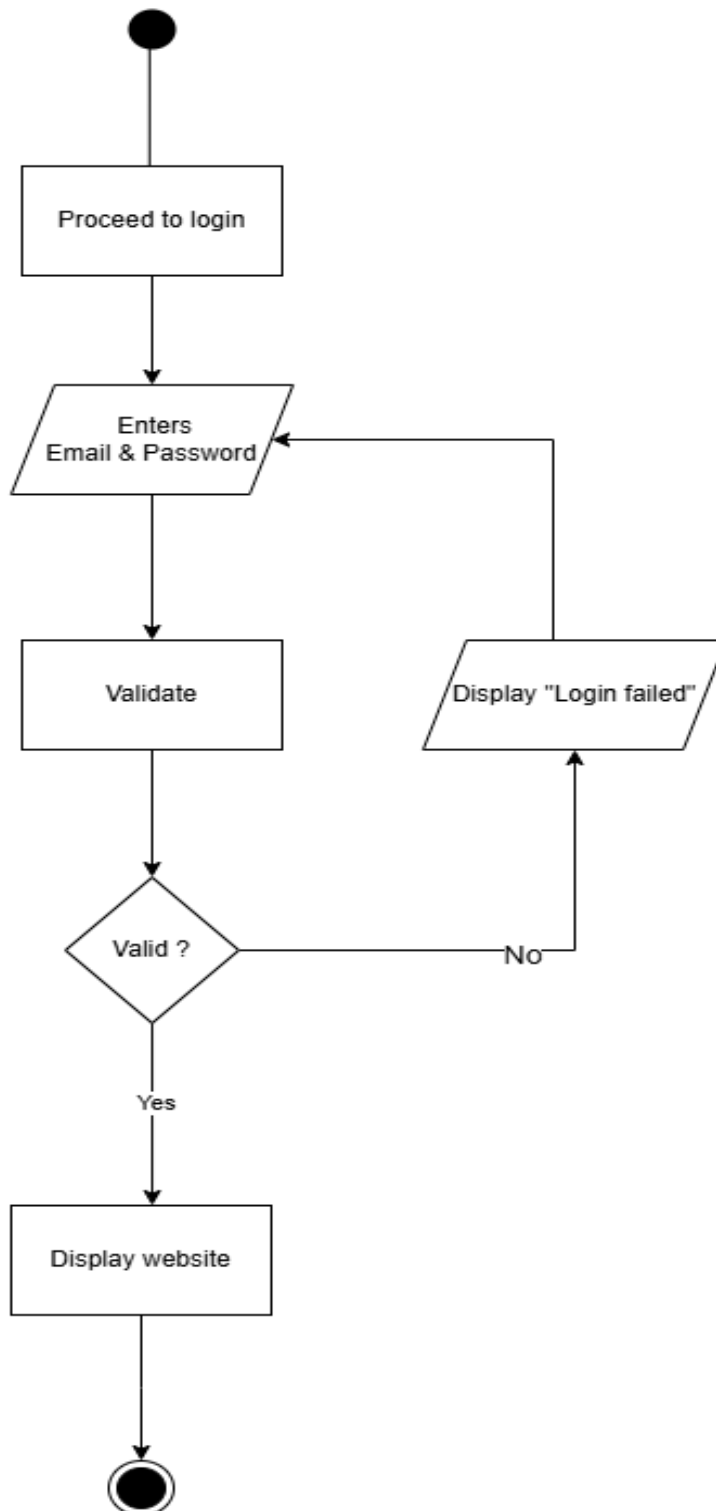 Proceed to login
Enters
Email & Password
Validate
Display "Login failed"
Valid ?
No
Yes
Display website